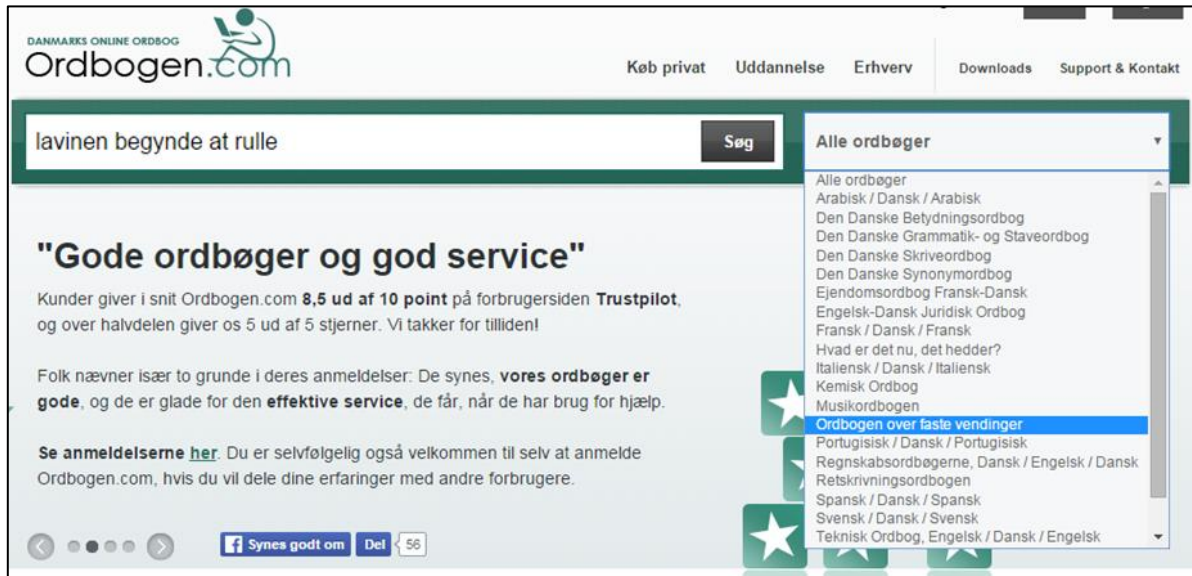 DANMARKS ONLINE ORDBOG
Ordbogen.com
Køb privat Uddannelse Erhverv Downloads Support & Kontakt
lavinen begynde at rulle Søg Alle ordbøger
Alle ordbøger
Arabisk / Dansk / Arabisk
Den Danske Betydningsordbog
Den Danske Grammatik- og Staveordbog
Den Danske Skriveordbog
Den Danske Synonymordbog
Ejendomsordbog Fransk-Dansk
Engelsk-Dansk Juridisk Ordbog
Fransk / Dansk / Fransk
Hvad er det nu, det hedder?
Italiensk / Dansk / Italiensk
Kemisk Ordbog
Musikordbogen
Ordbogen over faste vendinger
Portugisisk / Dansk / Portugisisk
Regnskabsordbøgerne, Dansk / Engelsk / Dansk
Retskrivningsordbogen
Spansk / Dansk / Spansk
Svensk / Dansk / Svensk
Teknisk Ordbog, Engelsk / Dansk / Engelsk
"Gode ordbøger og god service"
Kunder giver i snit Ordbogen.com 8,5 ud af 10 point på forbrugersiden Trustpilot,
og over halvdelen giver os 5 ud af 5 stjerner. Vi takker for tilliden!
Folk nævner især to grunde i deres anmeldelser: De synes, vores ordbøger er
gode, og de er glade for den effektive service, de får, når de har brug for hjælp.
Se anmeldelserne her. Du er selvfølgelig også velkommen til selv at anmelde
Ordbogen.com, hvis du vil dele dine erfaringer med andre forbrugere.
Synes godt om Del 56